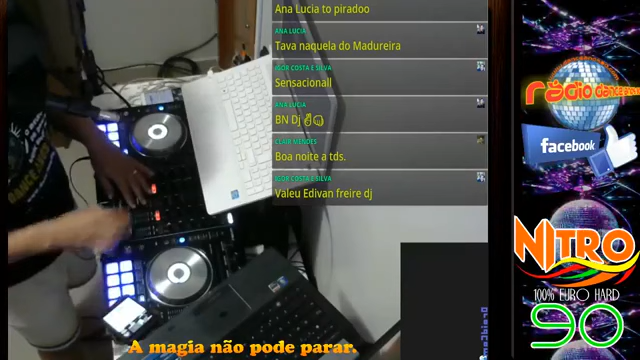 Ana Lucia to piradoo
ANA LUCIA
Tava naquela do Madureira
IGOR COSTA E SILVA
Sensacionall
ANA LUCIA
BN Dj ✌👊
CLAIR MENDES
Boa noite a tds.
IGOR COSTA E SILVA
Valeu Edivan freire dj
rádio dance
facebook
NITRO
100% EURO HARD
90
A magia não pode parar.